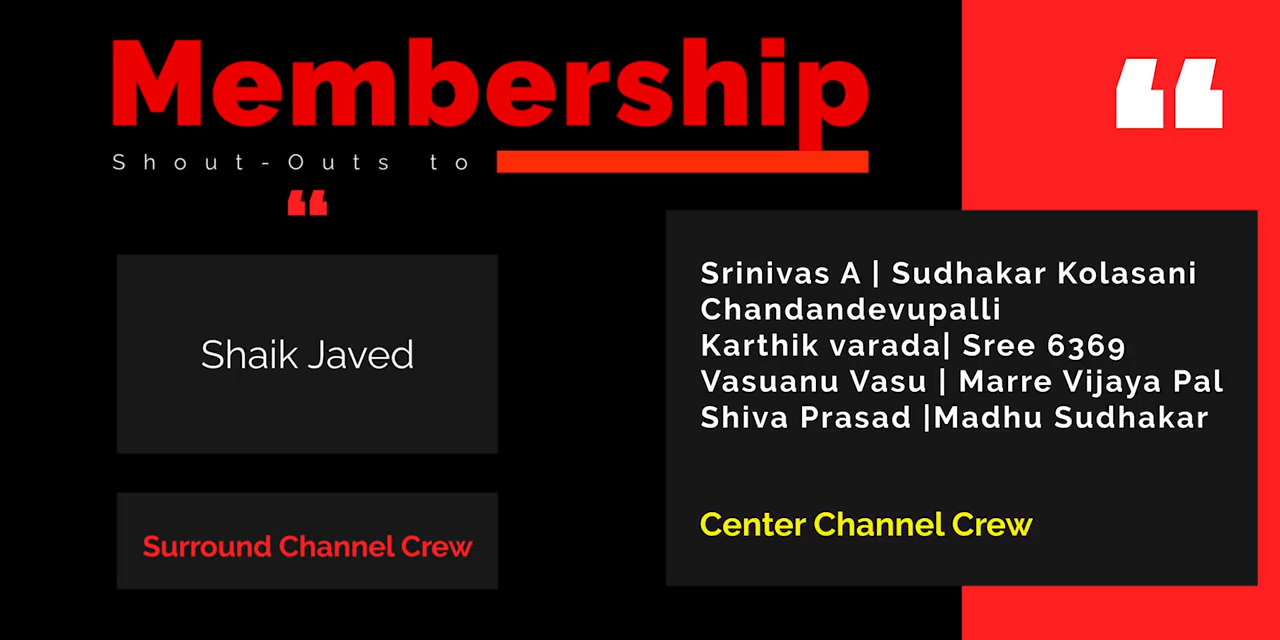 Membership
Shout-Outs to
❝
❝
Shaik Javed
Surround Channel Crew
Srinivas A | Sudhakar Kolasani
Chandandevupalli
Karthik varada| Sree 6369
Vasuanu Vasu | Marre Vijaya Pal
Shiva Prasad |Madhu Sudhakar
Center Channel Crew